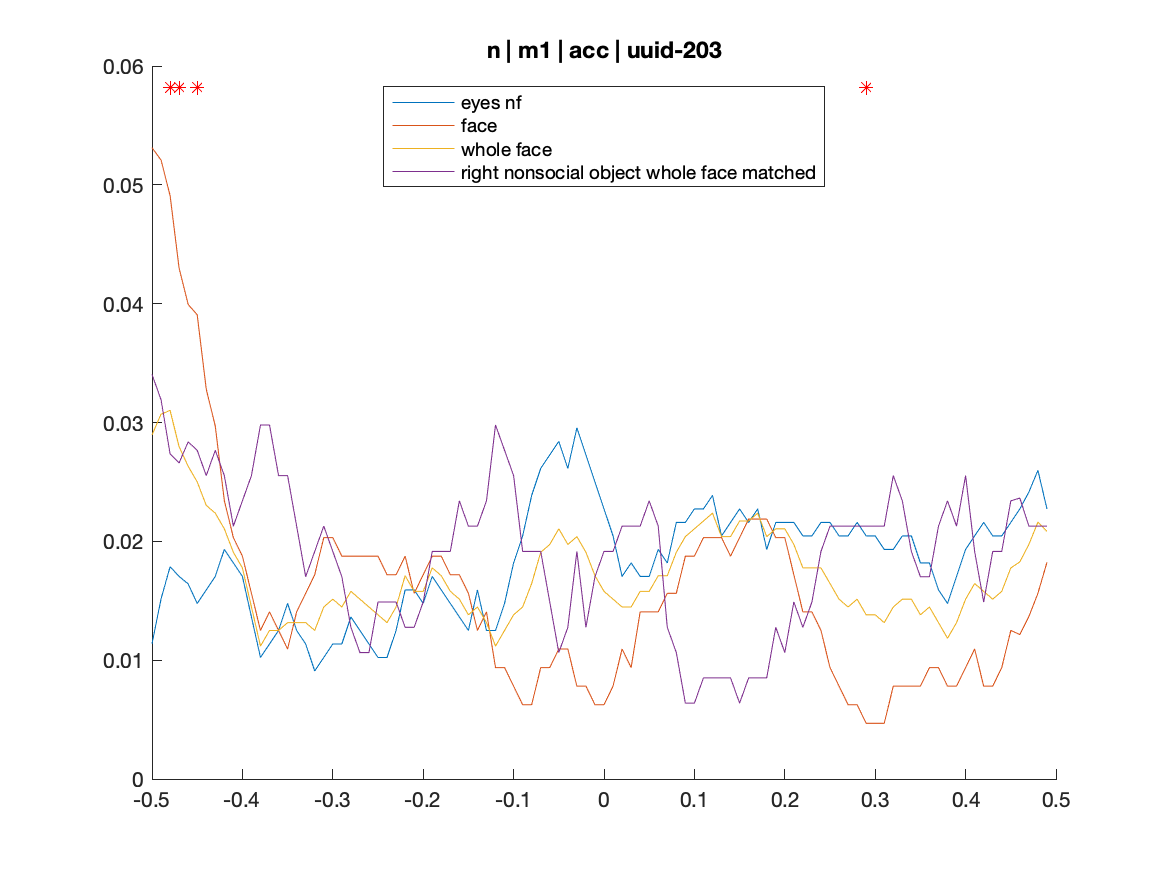 n | m1 | acc | uuid-203
0.06
eyes nf
face
whole face
right nonsocial object whole face matched
0.05
0.04
0.03
0.02
0.01
0
-0.5 -0.4 -0.3 -0.2 -0.1 0 0.1 0.2 0.3 0.4 0.5